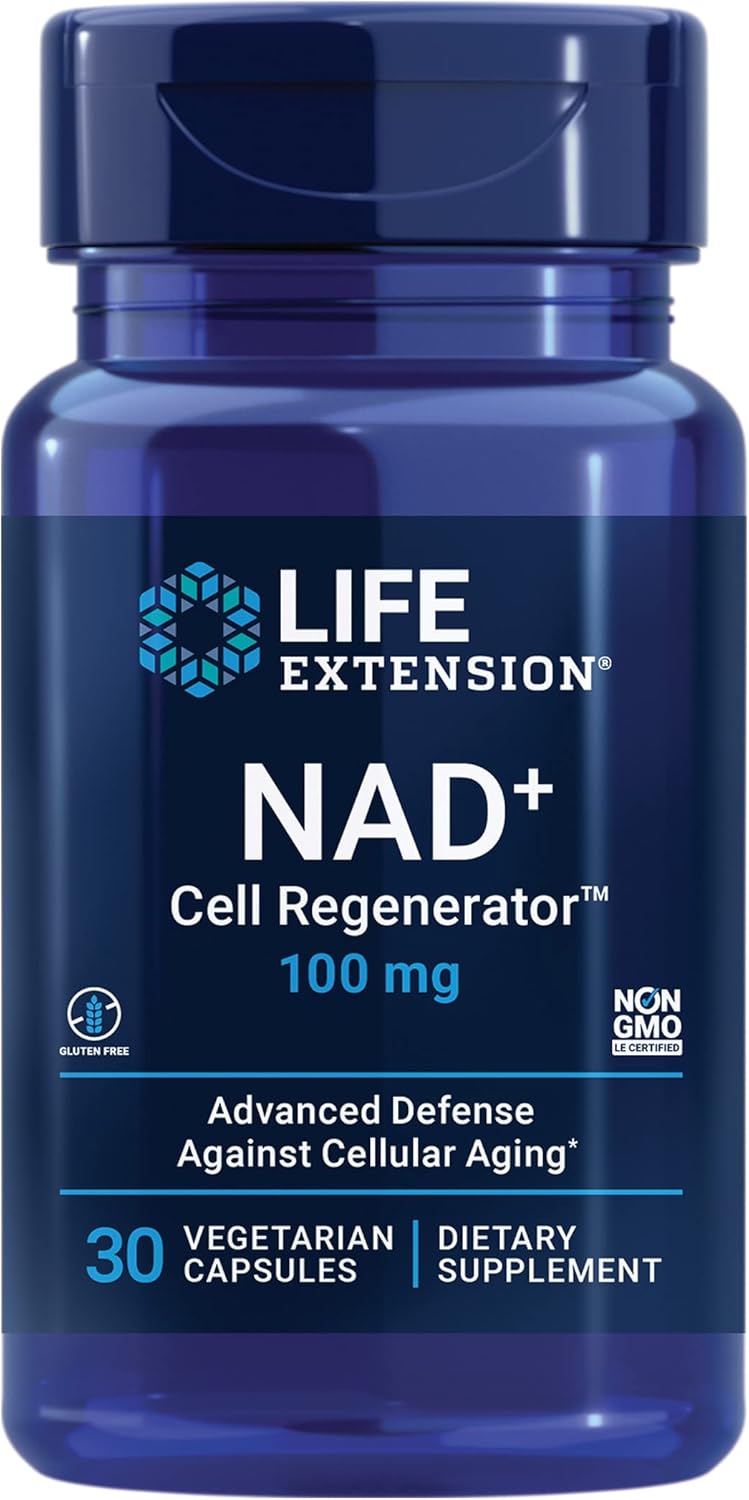 LIFE
EXTENSION®
NAD+
Cell Regenerator™
100 mg
GLUTEN FREE
NON
GMO
LE CERTIFIED
Advanced Defense
Against Cellular Aging*
30 VEGETARIAN CAPSULES | DIETARY SUPPLEMENT